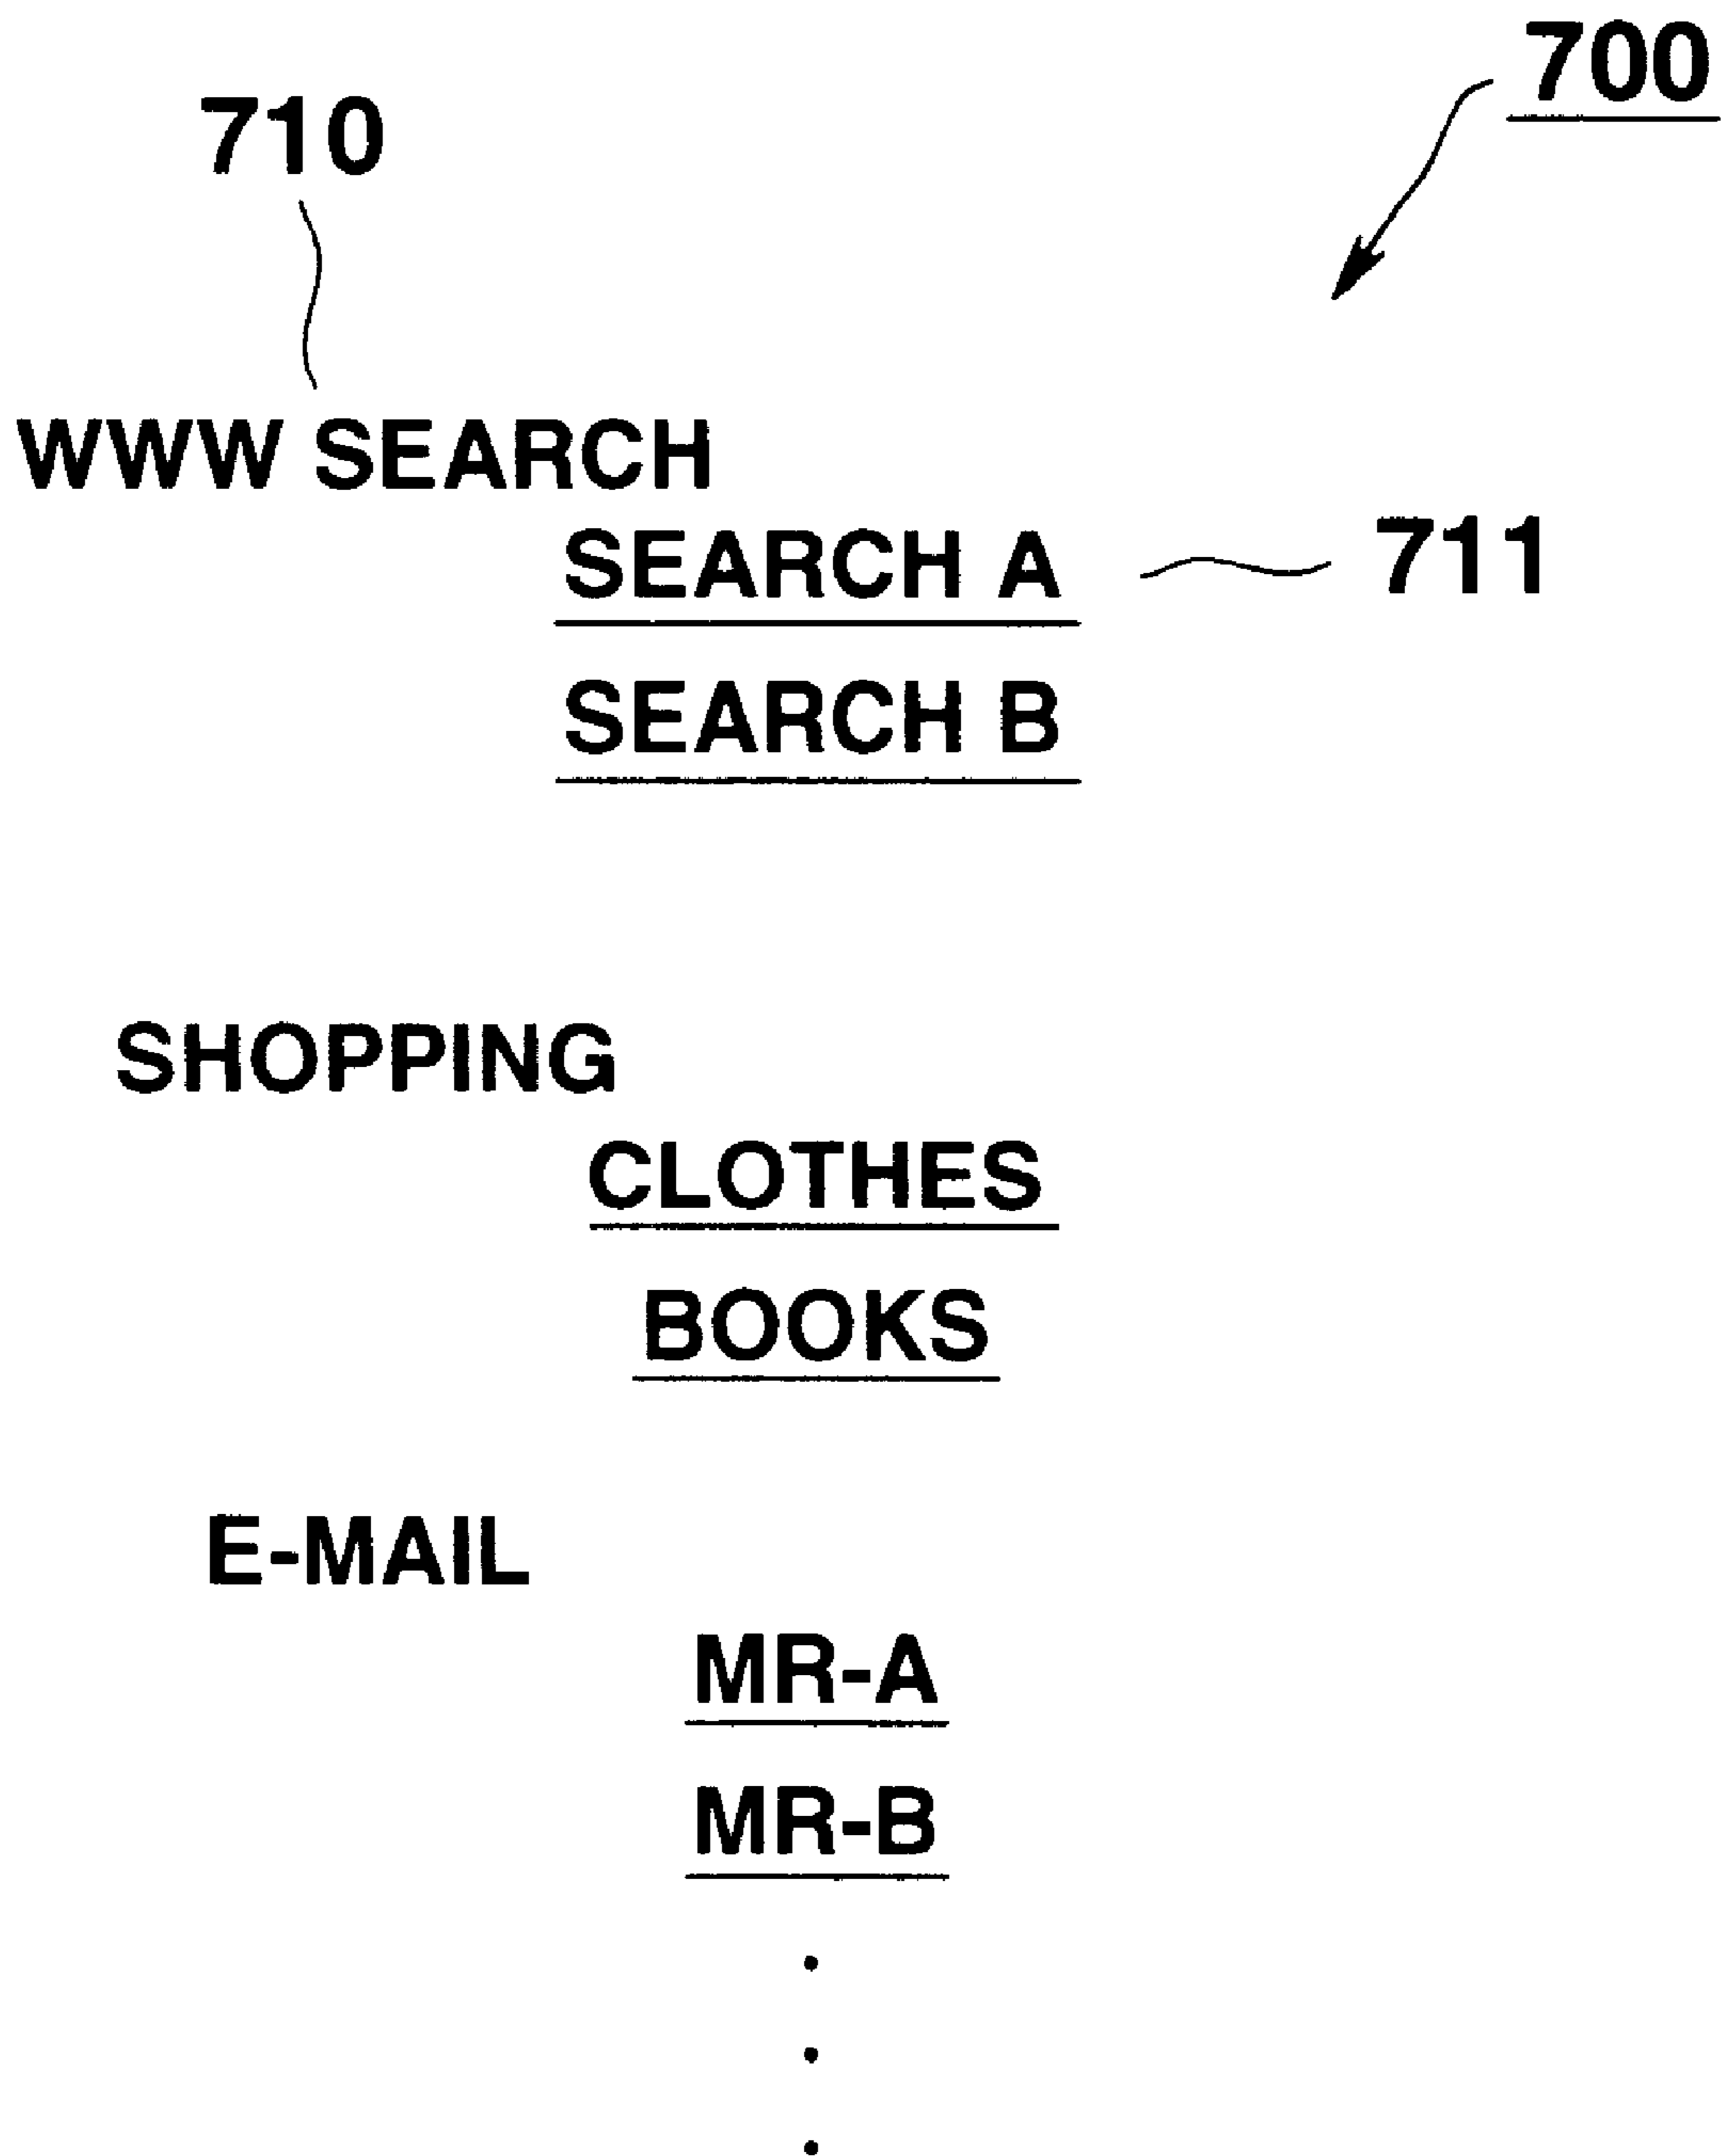 700
710
WWW SEARCH
SEARCH A 711
SEARCH B
SHOPPING
CLOTHES
BOOKS
E-MAIL
MR-A
MR-B